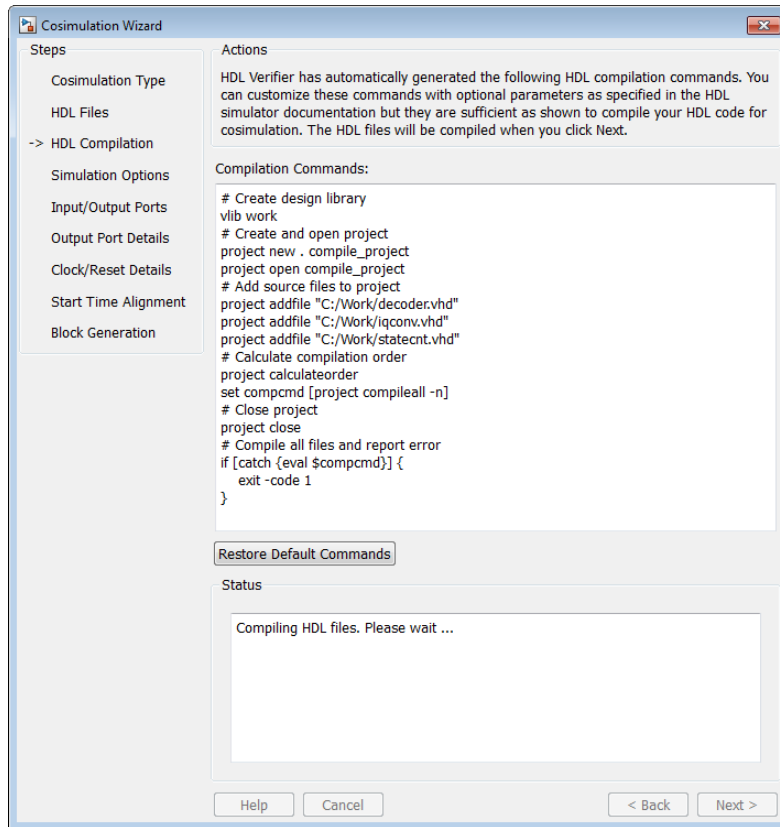 Cosimulation Wizard
Steps
Cosimulation Type
HDL Files
-> HDL Compilation
Simulation Options
Input/Output Ports
Output Port Details
Clock/Reset Details
Start Time Alignment
Block Generation
Actions
HDL Verifier has automatically generated the following HDL compilation commands. You
can customize these commands with optional parameters as specified in the HDL
simulator documentation but they are sufficient as shown to compile your HDL code for
cosimulation. The HDL files will be compiled when you click Next.
Compilation Commands:
# Create design library
vlib work
# Create and open project
project new . compile_project
project open compile_project
# Add source files to project
project addfile "C:/Work/decoder.vhd"
project addfile "C:/Work/iqconv.vhd"
project addfile "C:/Work/statecnt.vhd"
# Calculate compilation order
project calculateorder
set compcmd [project compileall -n]
# Close project
project close
# Compile all files and report error
if [catch {eval $compcmd}] {
exit -code 1
}
Restore Default Commands
Status
Compiling HDL files. Please wait ...
Help
Cancel
< Back
Next >